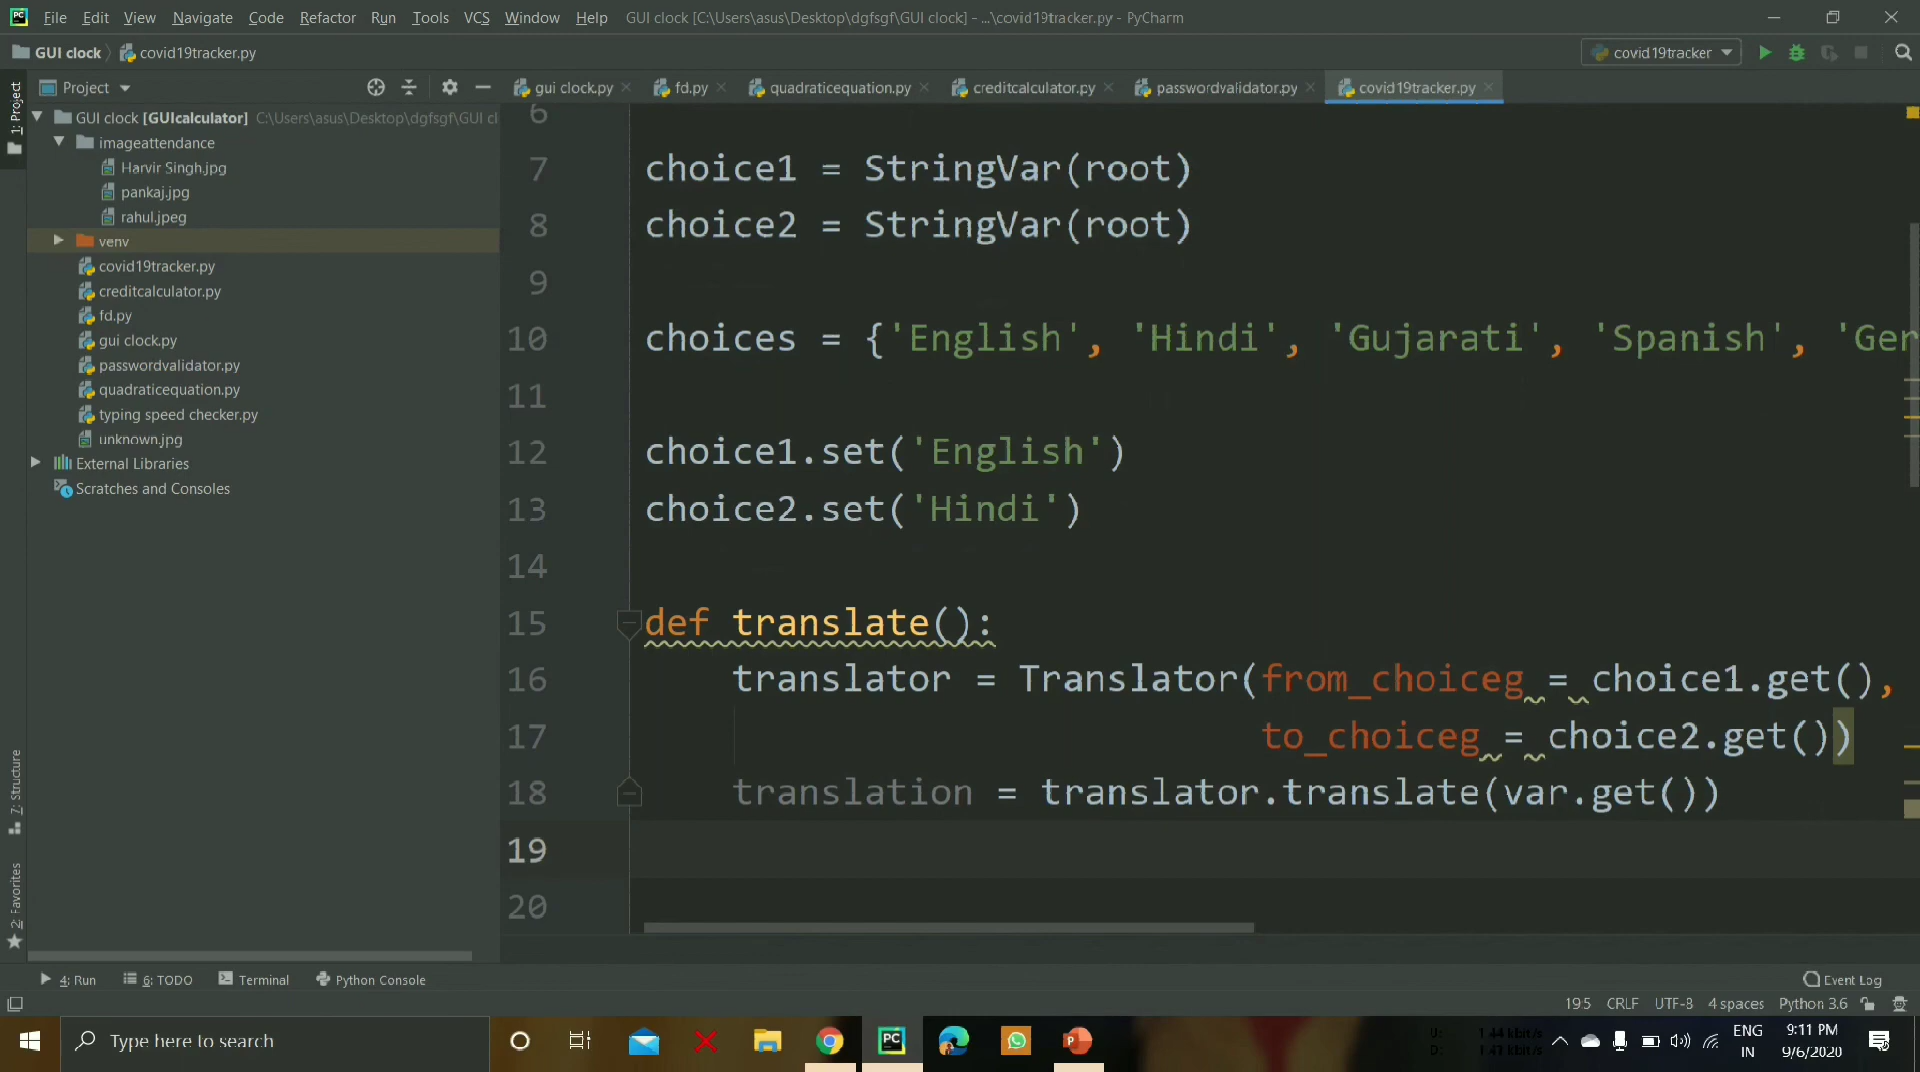 File Edit View Navigate Code Refactor Run Tools VCS Window Help GUI clock [C:\Users\asus\Desktop\dgfsgf\GUI clock] - ...\covid19tracker.py - PyCharm
GUI clock covid19tracker.py covid19tracker
Project gui clock.py fd.py quadraticequation.py creditcalculator.py passwordvalidator.py covid19tracker.py
1: Project
GUI clock [GUIcalculator] C:\Users\asus\Desktop\dgfsgf\GUI cl
imageattendance
Harvir Singh.jpg
pankaj.jpg
rahul.jpeg
venv
covid19tracker.py
creditcalculator.py
fd.py
gui clock.py
passwordvalidator.py
quadraticequation.py
typing speed checker.py
unknown.jpg
External Libraries
Scratches and Consoles
7: Structure
2: Favorites
6
7 choice1 = StringVar(root)
8 choice2 = StringVar(root)
9
10 choices = {'English', 'Hindi', 'Gujarati', 'Spanish', 'Ger
11
12 choice1.set('English')
13 choice2.set('Hindi')
14
15 def translate():
16 translator = Translator(from_choiceg = choice1.get(),
17 to_choiceg = choice2.get())
18 translation = translator.translate(var.get())
19
20
4: Run 6: TODO Terminal Python Console Event Log
19:5 CRLF UTF-8 4 spaces Python 3.6
Type here to search
U: 1.44 kbit/s
D: 1.41 kbit/s
ENG
IN
9:11 PM
9/6/2020